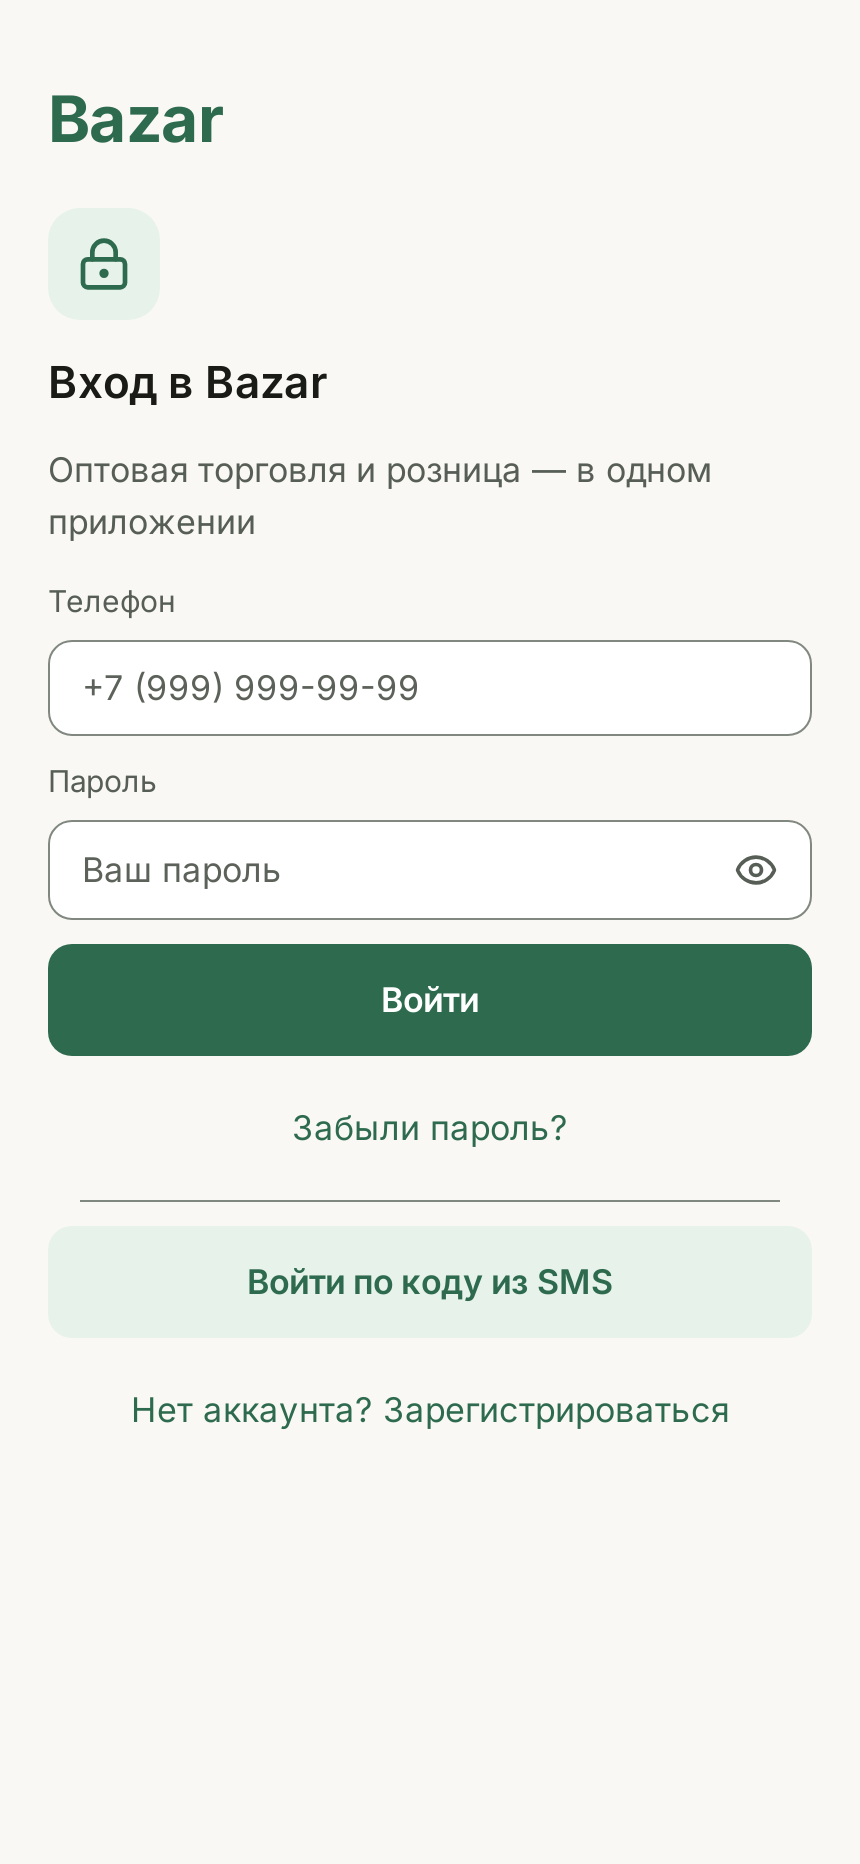 Bazar
Вход в Bazar
Оптовая торговля и розница — в одном
приложении
Телефон
+7 (999) 999-99-99
Пароль
Ваш пароль
Войти
Забыли пароль?
Войти по коду из SMS
Нет аккаунта? Зарегистрироваться